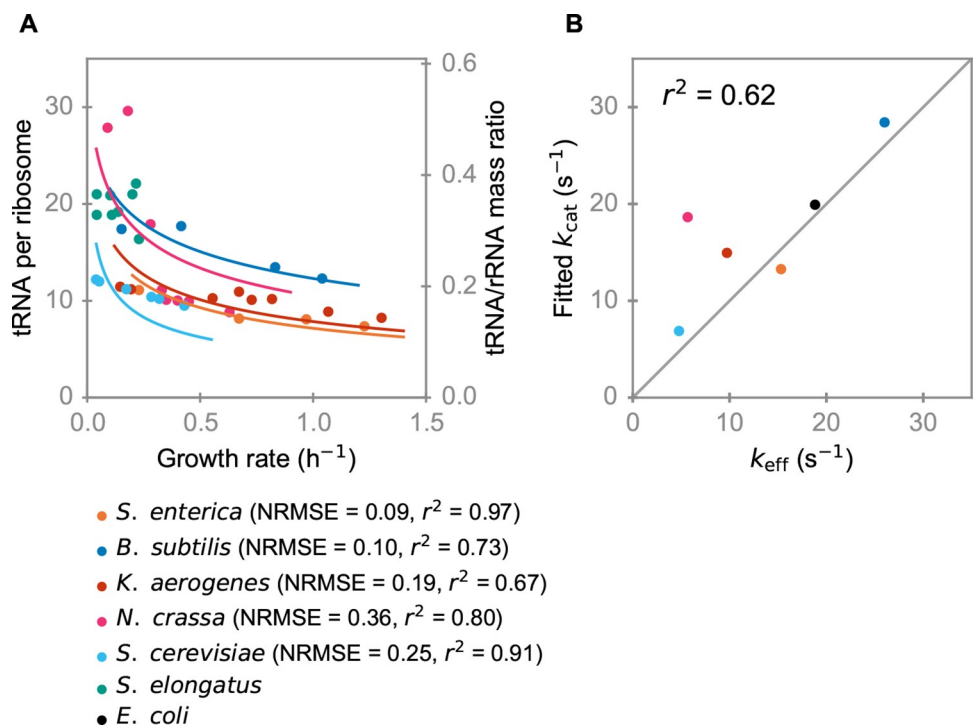 A
B
tRNA per ribosome
30
20
10
0
0.0
0.5
1.0
1.5
Growth rate (h⁻¹)
0.6
0.4
0.2
0.0
tRNA/rRNA mass ratio
r² = 0.62
Fitted k_cat (s⁻¹)
30
20
10
0
0
10
20
30
k_eff (s⁻¹)
S. enterica (NRMSE = 0.09, r² = 0.97)
B. subtilis (NRMSE = 0.10, r² = 0.73)
K. aerogenes (NRMSE = 0.19, r² = 0.67)
N. crassa (NRMSE = 0.36, r² = 0.80)
S. cerevisiae (NRMSE = 0.25, r² = 0.91)
S. elongatus
E. coli